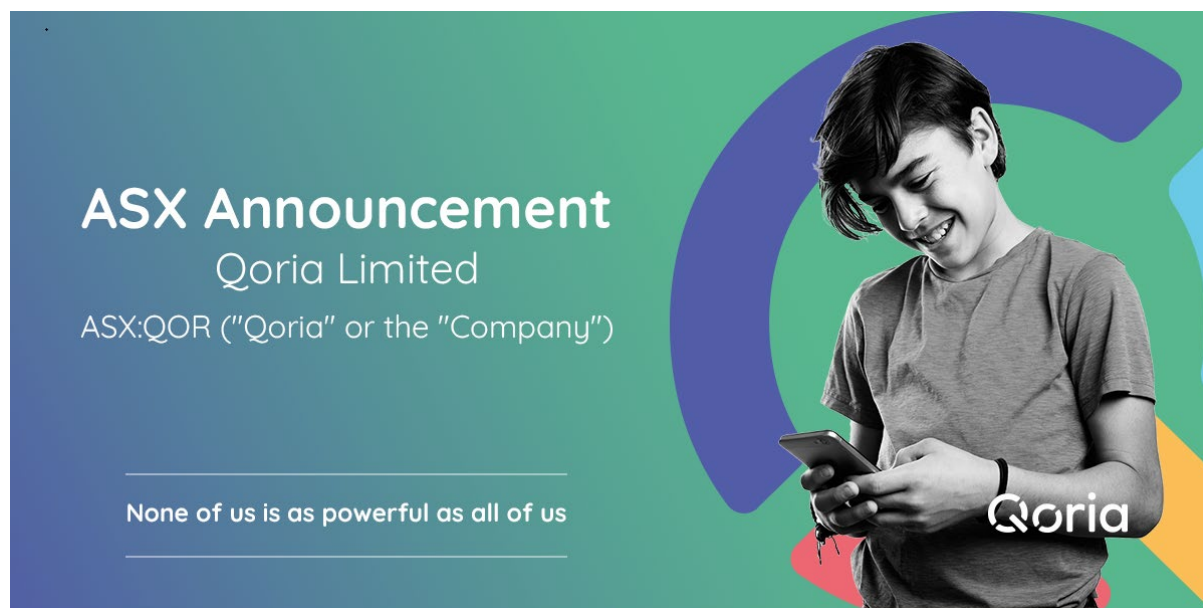 ASX Announcement
Qoria Limited
ASX:QOR ("Qoria" or the "Company")
None of us is as powerful as all of us
Qoria